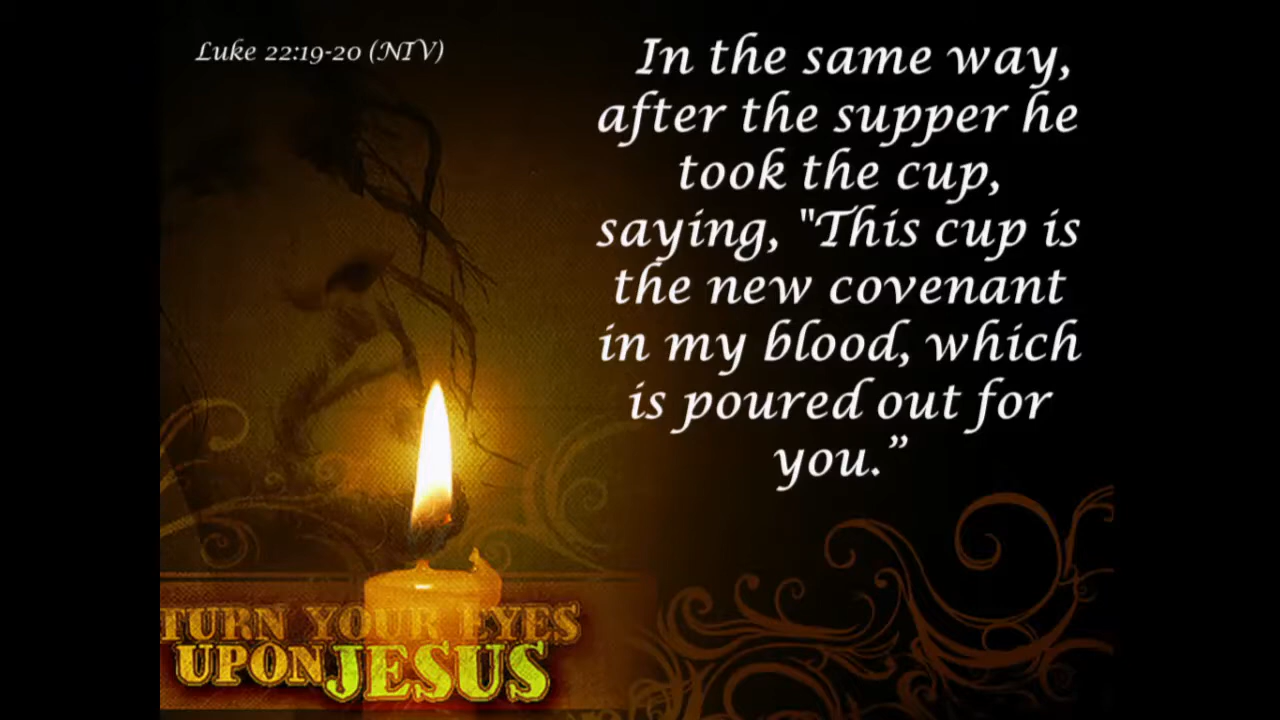 Luke 22:19-20 (NIV)
In the same way,
after the supper he
took the cup,
saying, "This cup is
the new covenant
in my blood, which
is poured out for
you.”
TURN YOUR EYES
UPON JESUS